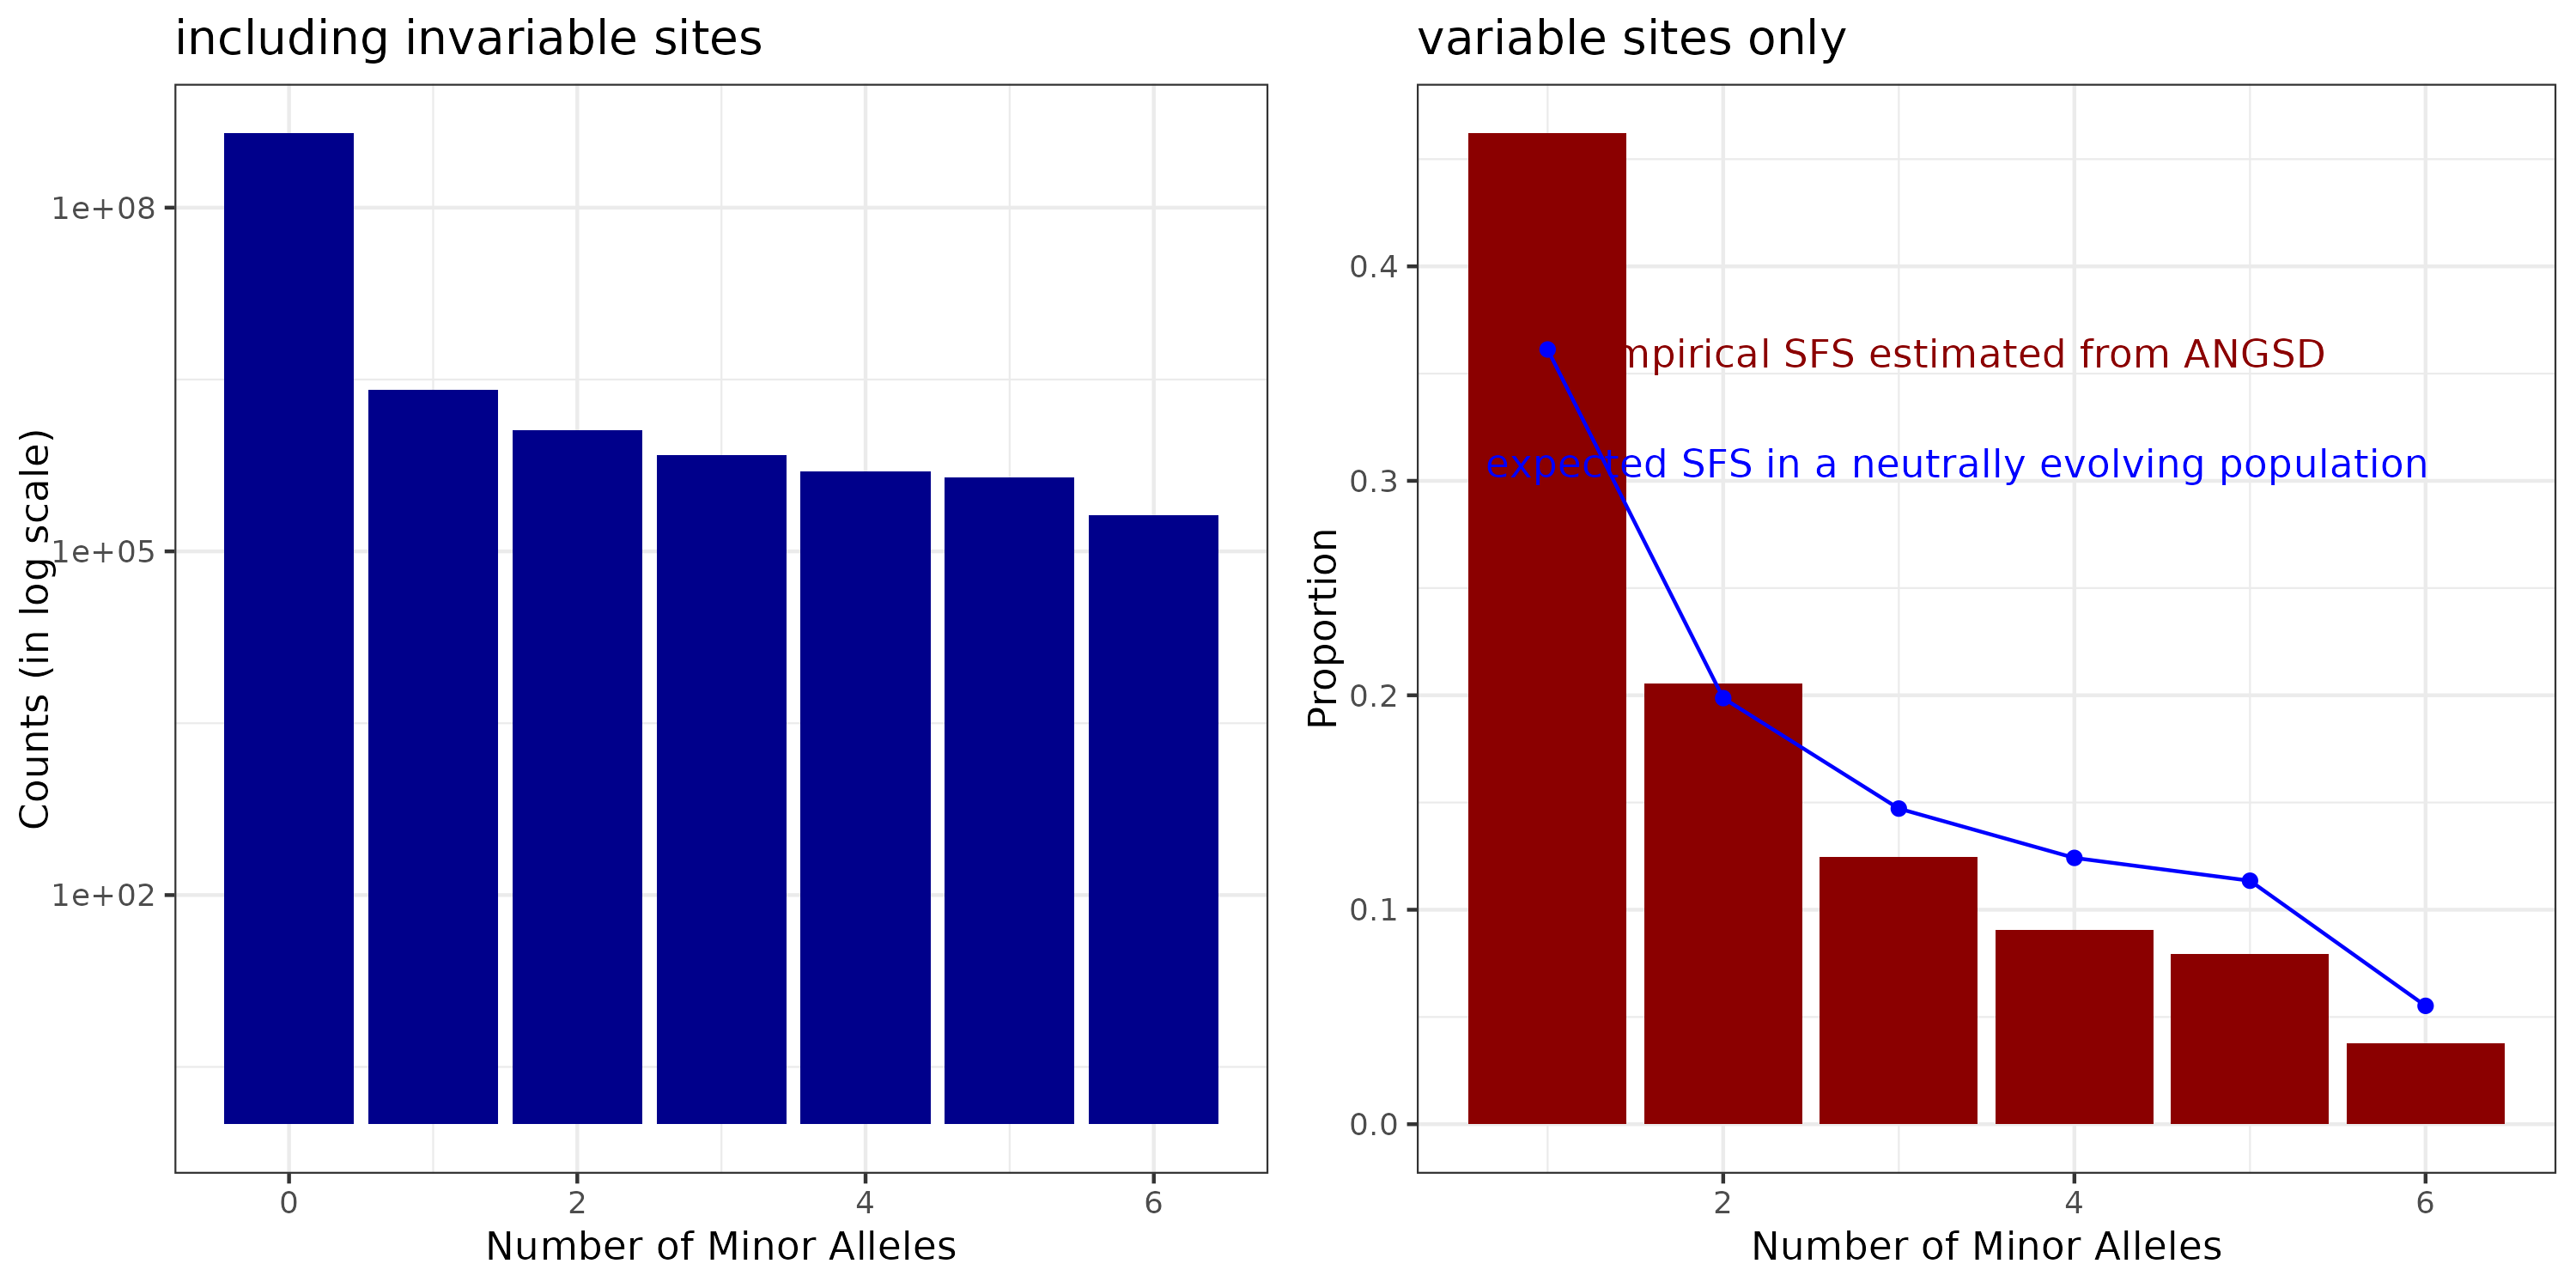 including invariable sites
Counts (in log scale)
1e+08
1e+05
1e+02
0 2 4 6
Number of Minor Alleles
variable sites only
Proportion
0.4
0.3
0.2
0.1
0.0
mpirical SFS estimated from ANGSD
expected SFS in a neutrally evolving population
2 4 6
Number of Minor Alleles